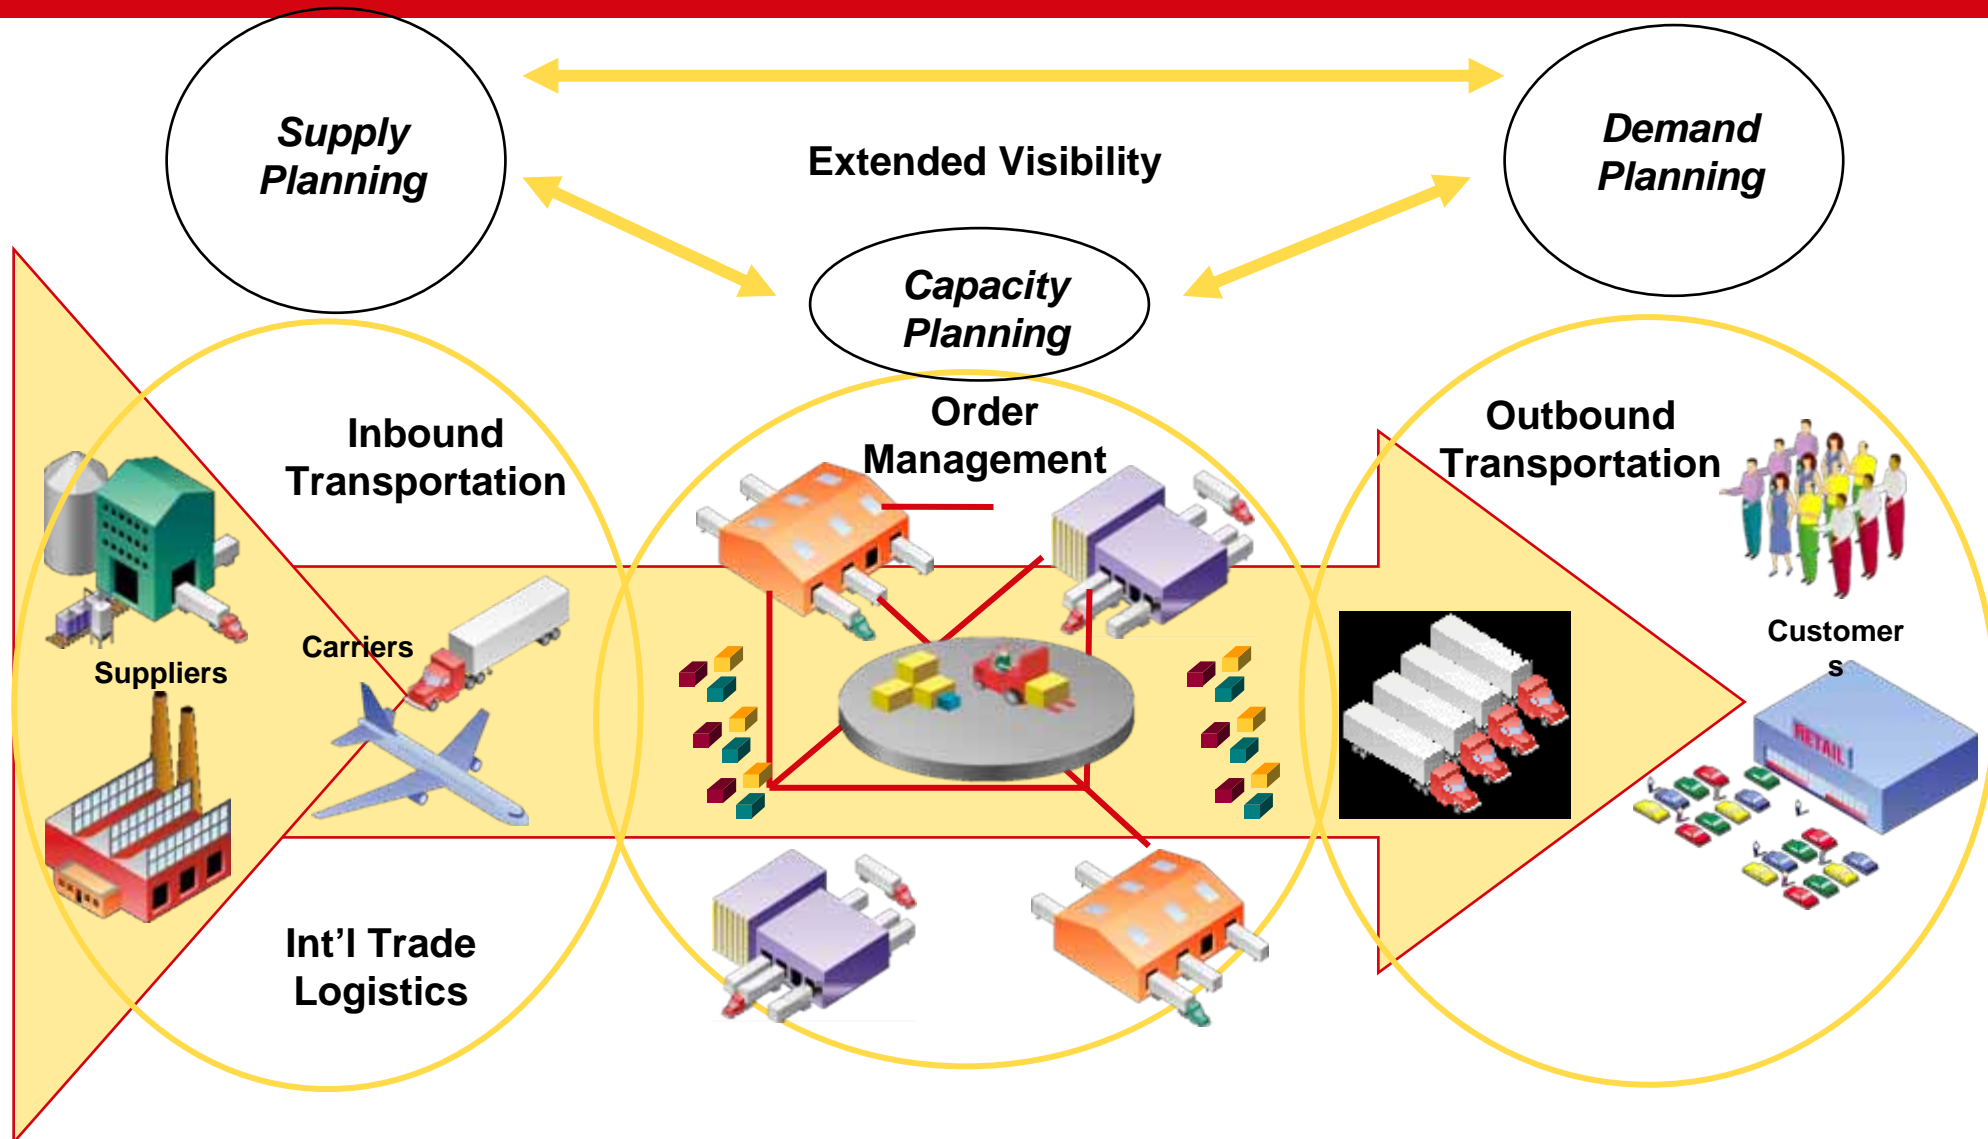 Supply
Planning
Extended Visibility
Demand
Planning
Capacity
Planning
Inbound
Transportation
Order
Management
Outbound
Transportation
Suppliers
Carriers
Customer
s
RETAIL
Int'l Trade
Logistics